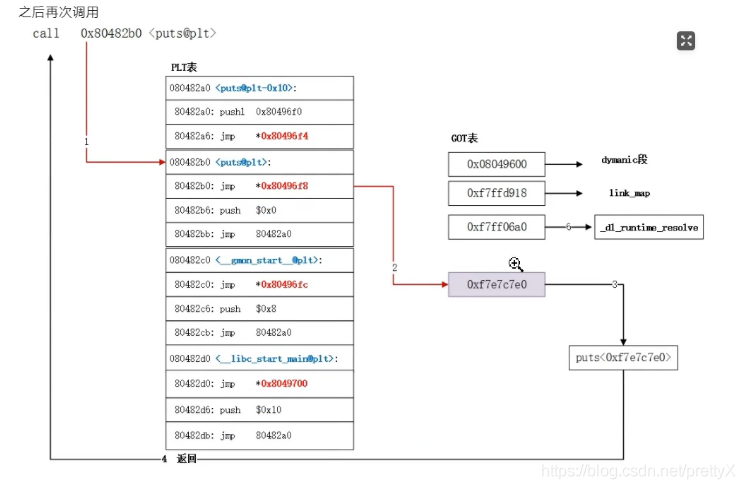 之后再次调用
call 0x80482b0 <puts@plt>
PLT表
080482a0 <puts@plt-0x10>:
80482a0: pushl 0x80496f0
80482a6: jmp *0x80496f4
080482b0 <puts@plt>:
80482b0: jmp *0x80496f8
80482b6: push $0x0
80482bb: jmp 80482a0
080482c0 <__gmon_start__@plt>:
80482c0: jmp *0x80496fc
80482c6: push $0x8
80482cb: jmp 80482a0
080482d0 <__libc_start_main@plt>:
80482d0: jmp *0x8049700
80482d6: push $0x10
80482db: jmp 80482a0
1
2
GOT表
0x08049600
dymanic段
0xf7ffd918
link_map
0xf7ff06a0
6
_dl_runtime_resolve
0xf7e7c7e0
3
puts<0xf7e7c7e0>
4 返回
https://blog.csdn.net/prettyX